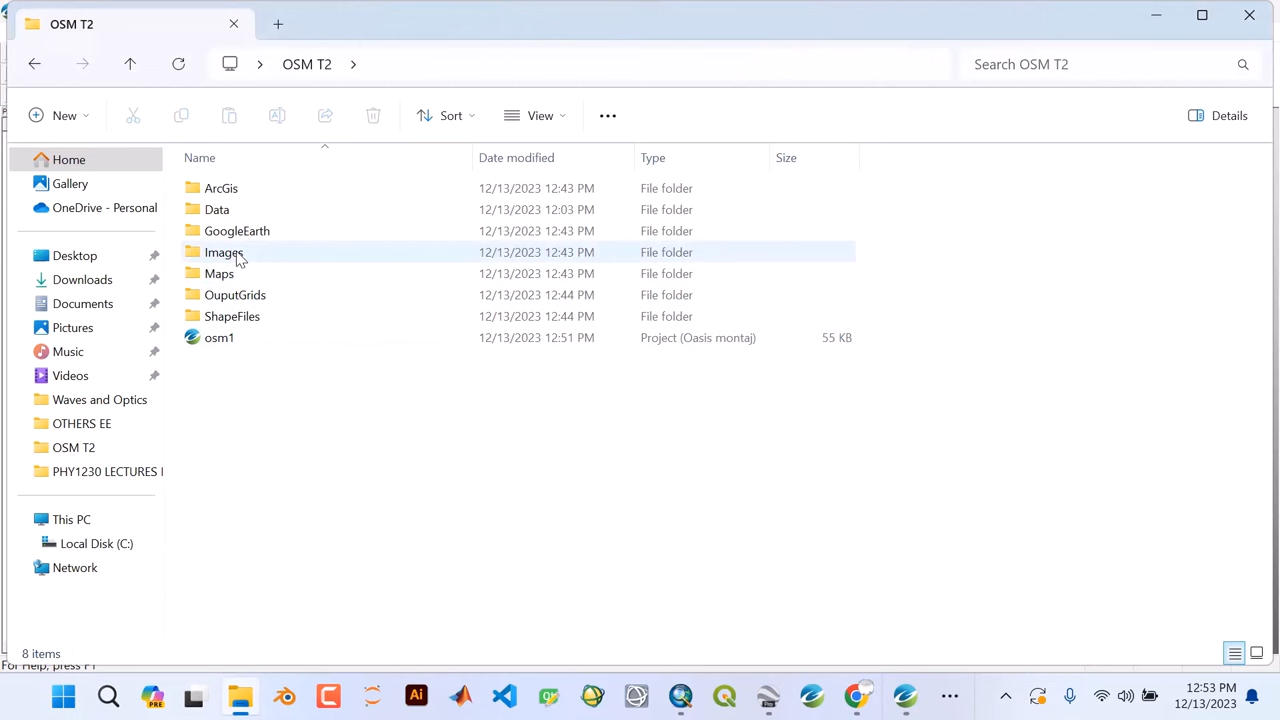 OSM T2
OSM T2
Search OSM T2
New
Sort
View
Details
Name
Date modified
Type
Size
ArcGis 12/13/2023 12:43 PM File folder
Data 12/13/2023 12:03 PM File folder
GoogleEarth 12/13/2023 12:43 PM File folder
Images 12/13/2023 12:43 PM File folder
Maps 12/13/2023 12:43 PM File folder
OuputGrids 12/13/2023 12:44 PM File folder
ShapeFiles 12/13/2023 12:44 PM File folder
osm1 12/13/2023 12:51 PM Project (Oasis montaj) 55 KB
Home
Gallery
OneDrive - Personal
Desktop
Downloads
Documents
Pictures
Music
Videos
Waves and Optics
OTHERS EE
OSM T2
PHY1230 LECTURES
This PC
Local Disk (C:)
Network
8 items
For Help, press F1
PRE
Ai
Pro
12:53 PM
12/13/2023